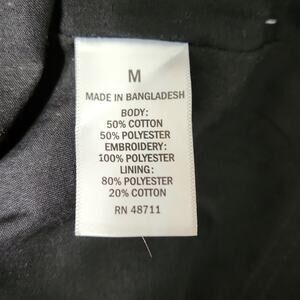 M
MADE IN BANGLADESH
BODY:
50% COTTON
50% POLYESTER
EMBROIDERY:
100% POLYESTER
LINING:
80% POLYESTER
20% COTTON
RN 48711